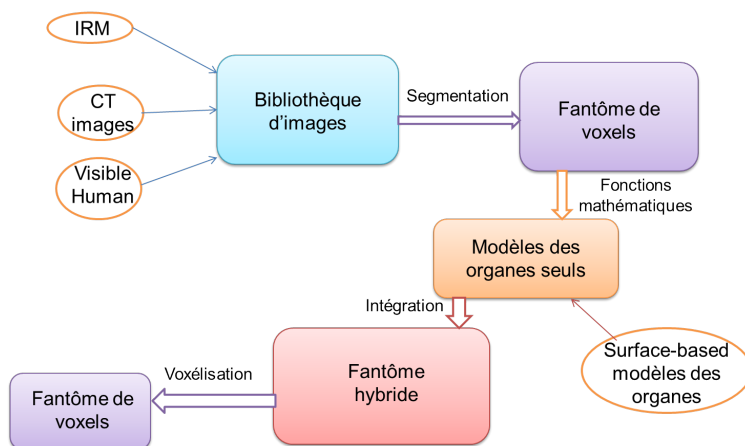 IRM
CT
images
Visible
Human
Bibliothèque
d'images
Segmentation
Fantôme de
voxels
Fonctions
mathématiques
Modèles des
organes seuls
Intégration
Surface-based
modèles des
organes
Fantôme
hybride
Voxélisation
Fantôme de
voxels